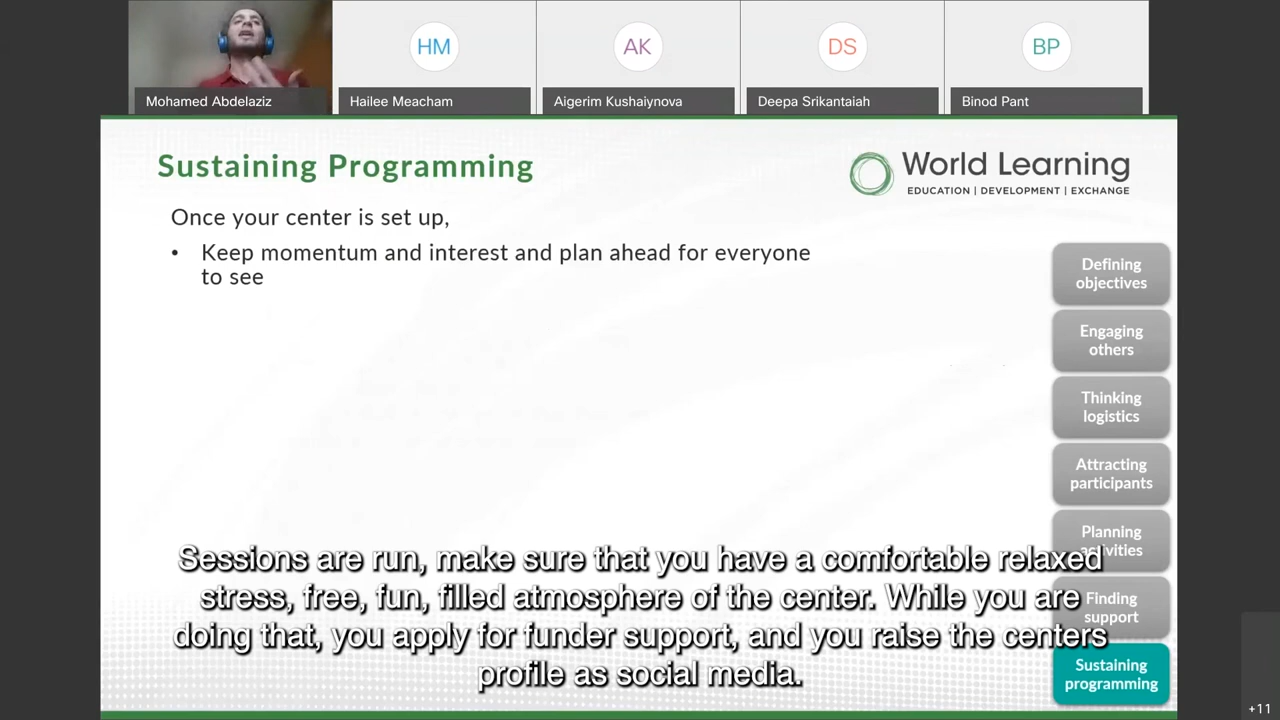 HM
AK
DS
BP
Mohamed Abdelaziz
Hailee Meacham
Aigerim Kushaiynova
Deepa Srikantaiah
Binod Pant
Sustaining Programming
World Learning
EDUCATION | DEVELOPMENT | EXCHANGE
Once your center is set up,
• Keep momentum and interest and plan ahead for everyone
to see
Defining
objectives
Engaging
others
Thinking
logistics
Attracting
participants
Planning
activities
Finding
support
Sustaining
programming
Sessions are run, make sure that you have a comfortable relaxed
stress, free, fun, filled atmosphere of the center. While you are
doing that, you apply for funder support, and you raise the centers
profile as social media.
+11